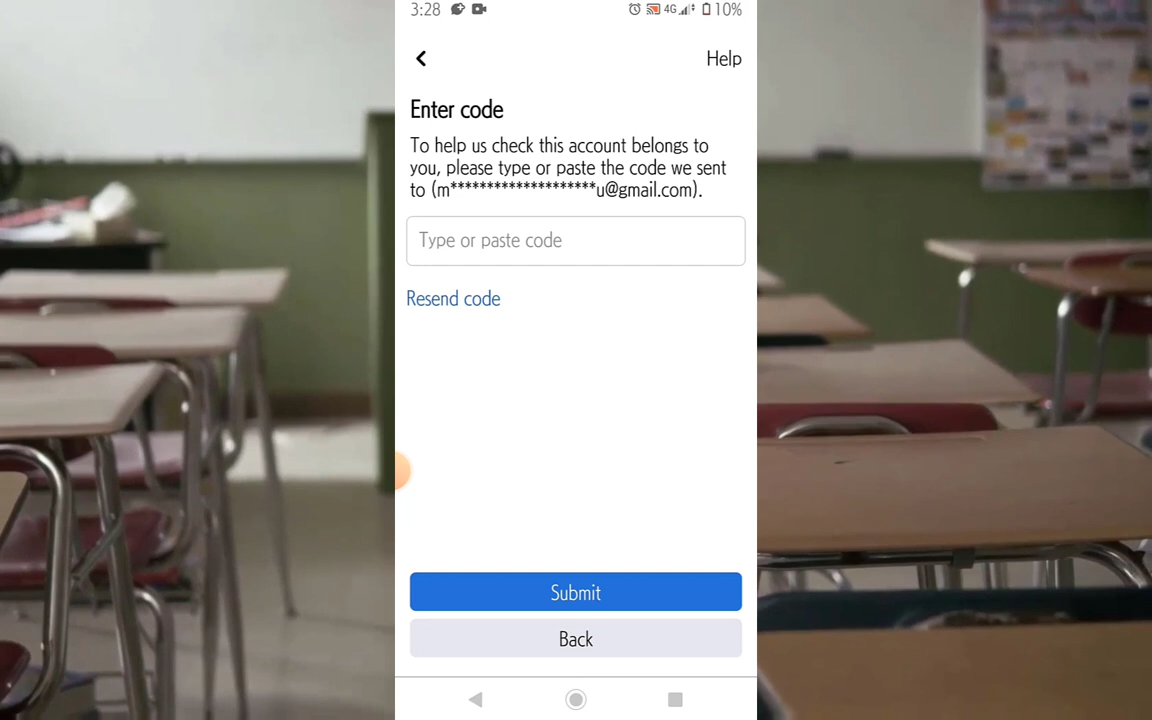 3:28 4G 10%
Help
Enter code
To help us check this account belongs to
you, please type or paste the code we sent
to (m********************u@gmail.com).
Type or paste code
Resend code
Submit
Back